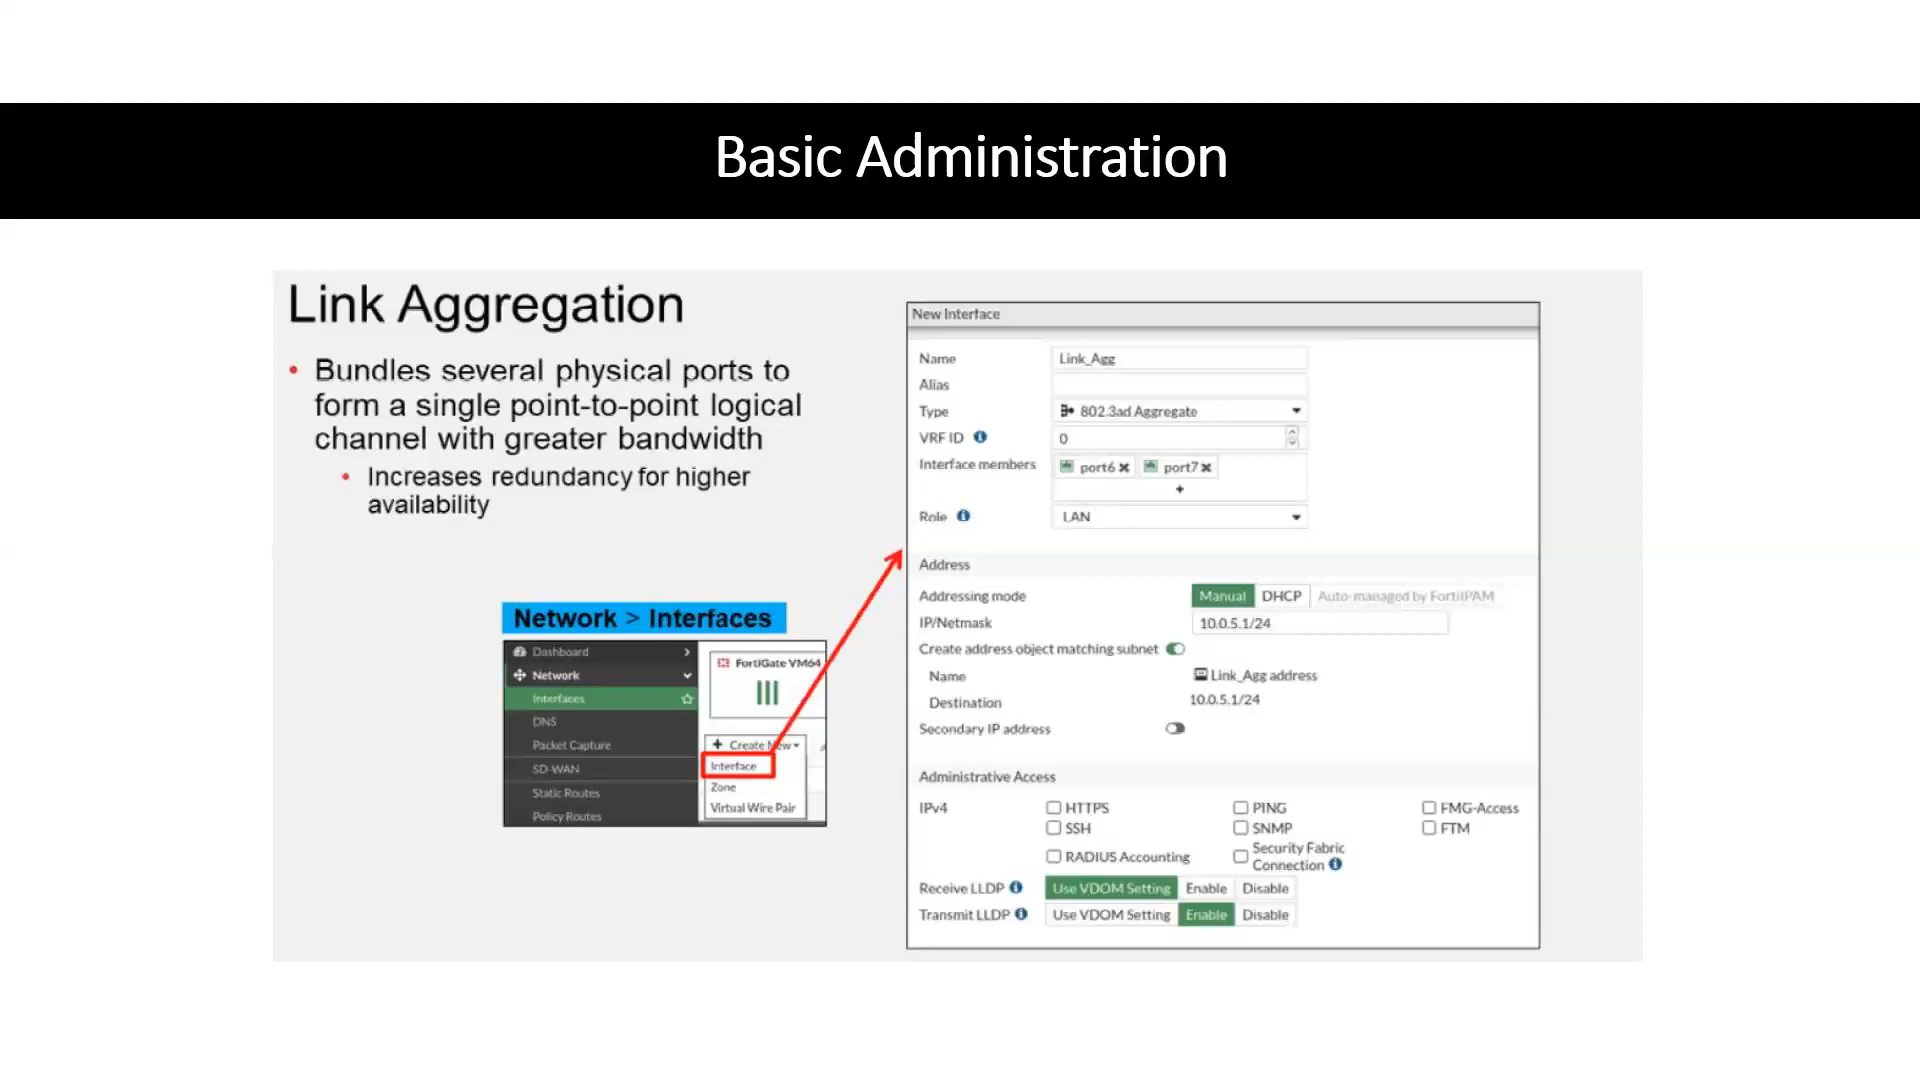 Basic Administration
Link Aggregation
• Bundles several physical ports to
form a single point-to-point logical
channel with greater bandwidth
• Increases redundancy for higher
availability
Network > Interfaces
Dashboard
Network
Interfaces
DNS
Packet Capture
SD-WAN
Static Routes
Policy Routes
FortiGate VM64
Create New
Interface
Zone
Virtual Wire Pair
New Interface
Name Link_Agg
Alias
Type 802.3ad Aggregate
VRF ID 0
Interface members port6 port7
+
Role LAN
Address
Addressing mode Manual DHCP Auto-managed by FortiIPAM
IP/Netmask 10.0.5.1/24
Create address object matching subnet
Name Link_Agg address
Destination 10.0.5.1/24
Secondary IP address
Administrative Access
IPv4 HTTPS PING FMG-Access
SSH SNMP FTM
RADIUS Accounting Security Fabric
Connection
Receive LLDP Use VDOM Setting Enable Disable
Transmit LLDP Use VDOM Setting Enable Disable